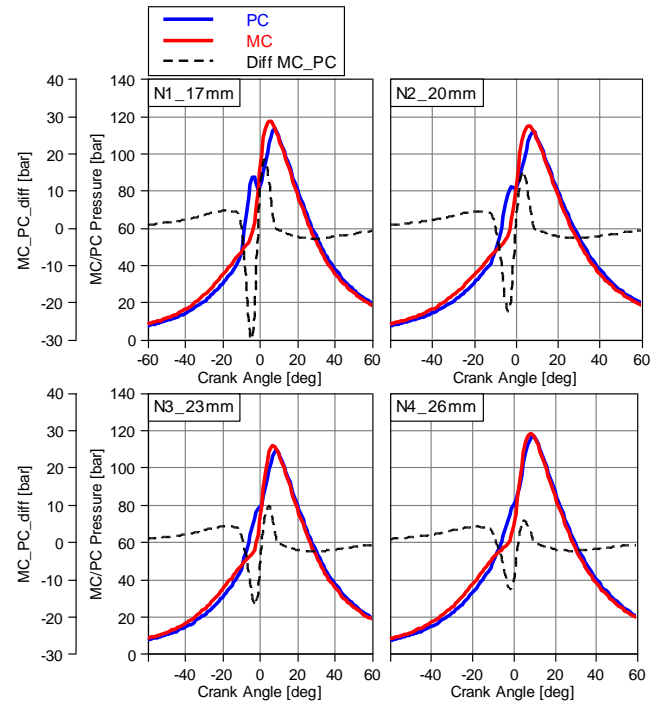 PC
MC
Diff MC_PC
40
30
20
10
0
-10
-20
-30
MC_PC_diff [bar]
140
120
100
80
60
40
20
0
MC/PC Pressure [bar]
N1_17mm
-60 -40 -20 0 20 40 60
Crank Angle [deg]
N2_20mm
-40 -20 0 20 40 60
Crank Angle [deg]
40
30
20
10
0
-10
-20
-30
MC_PC_diff [bar]
140
120
100
80
60
40
20
0
MC/PC Pressure [bar]
N3_23mm
-40 -20 0 20 40 60
Crank Angle [deg]
N4_26mm
-40 -20 0 20 40 60
Crank Angle [deg]